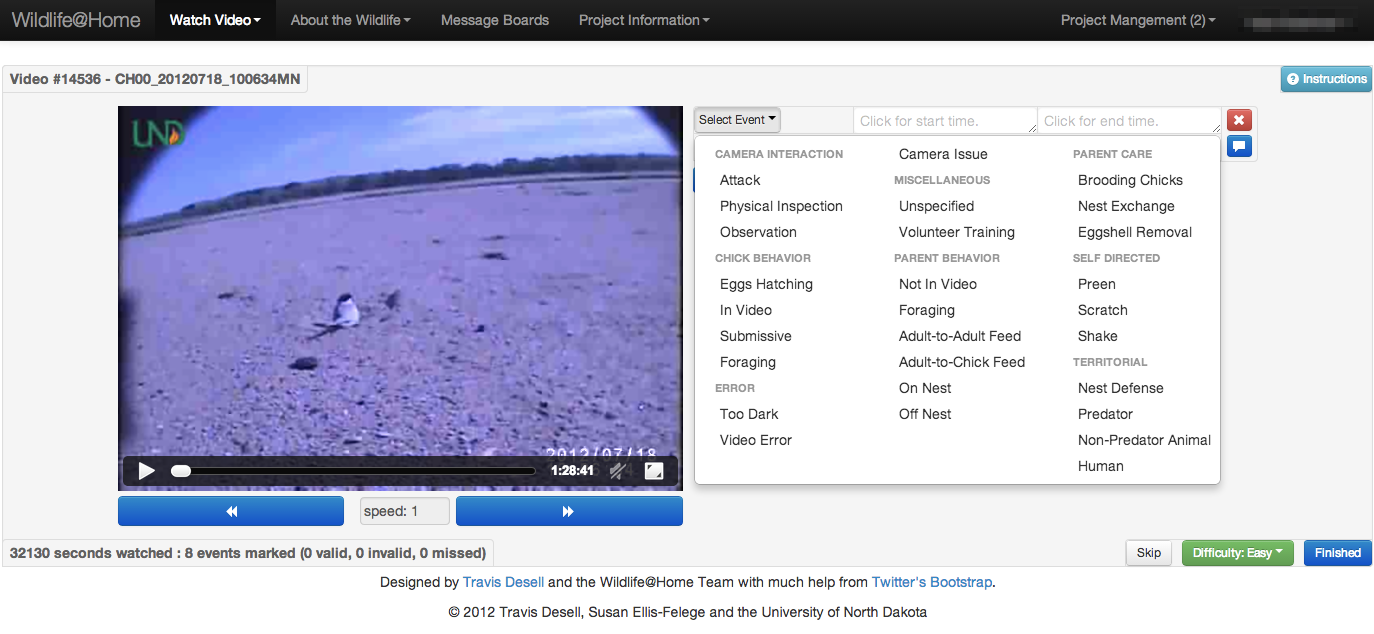 Wildlife@Home Watch Video About the Wildlife Message Boards Project Information Project Mangement (2)
Video #14536 - CH00_20120718_100634MN
Instructions
UND
2012/07/18
1:28:41
speed: 1
Select Event
Click for start time.
Click for end time.
CAMERA INTERACTION
Attack
Physical Inspection
Observation
CHICK BEHAVIOR
Eggs Hatching
In Video
Submissive
Foraging
ERROR
Too Dark
Video Error
Camera Issue
MISCELLANEOUS
Unspecified
Volunteer Training
PARENT BEHAVIOR
Not In Video
Foraging
Adult-to-Adult Feed
Adult-to-Chick Feed
On Nest
Off Nest
PARENT CARE
Brooding Chicks
Nest Exchange
Eggshell Removal
SELF DIRECTED
Preen
Scratch
Shake
TERRITORIAL
Nest Defense
Predator
Non-Predator Animal
Human
32130 seconds watched : 8 events marked (0 valid, 0 invalid, 0 missed)
Skip
Difficulty: Easy
Finished
Designed by Travis Desell and the Wildlife@Home Team with much help from Twitter's Bootstrap.
© 2012 Travis Desell, Susan Ellis-Felege and the University of North Dakota